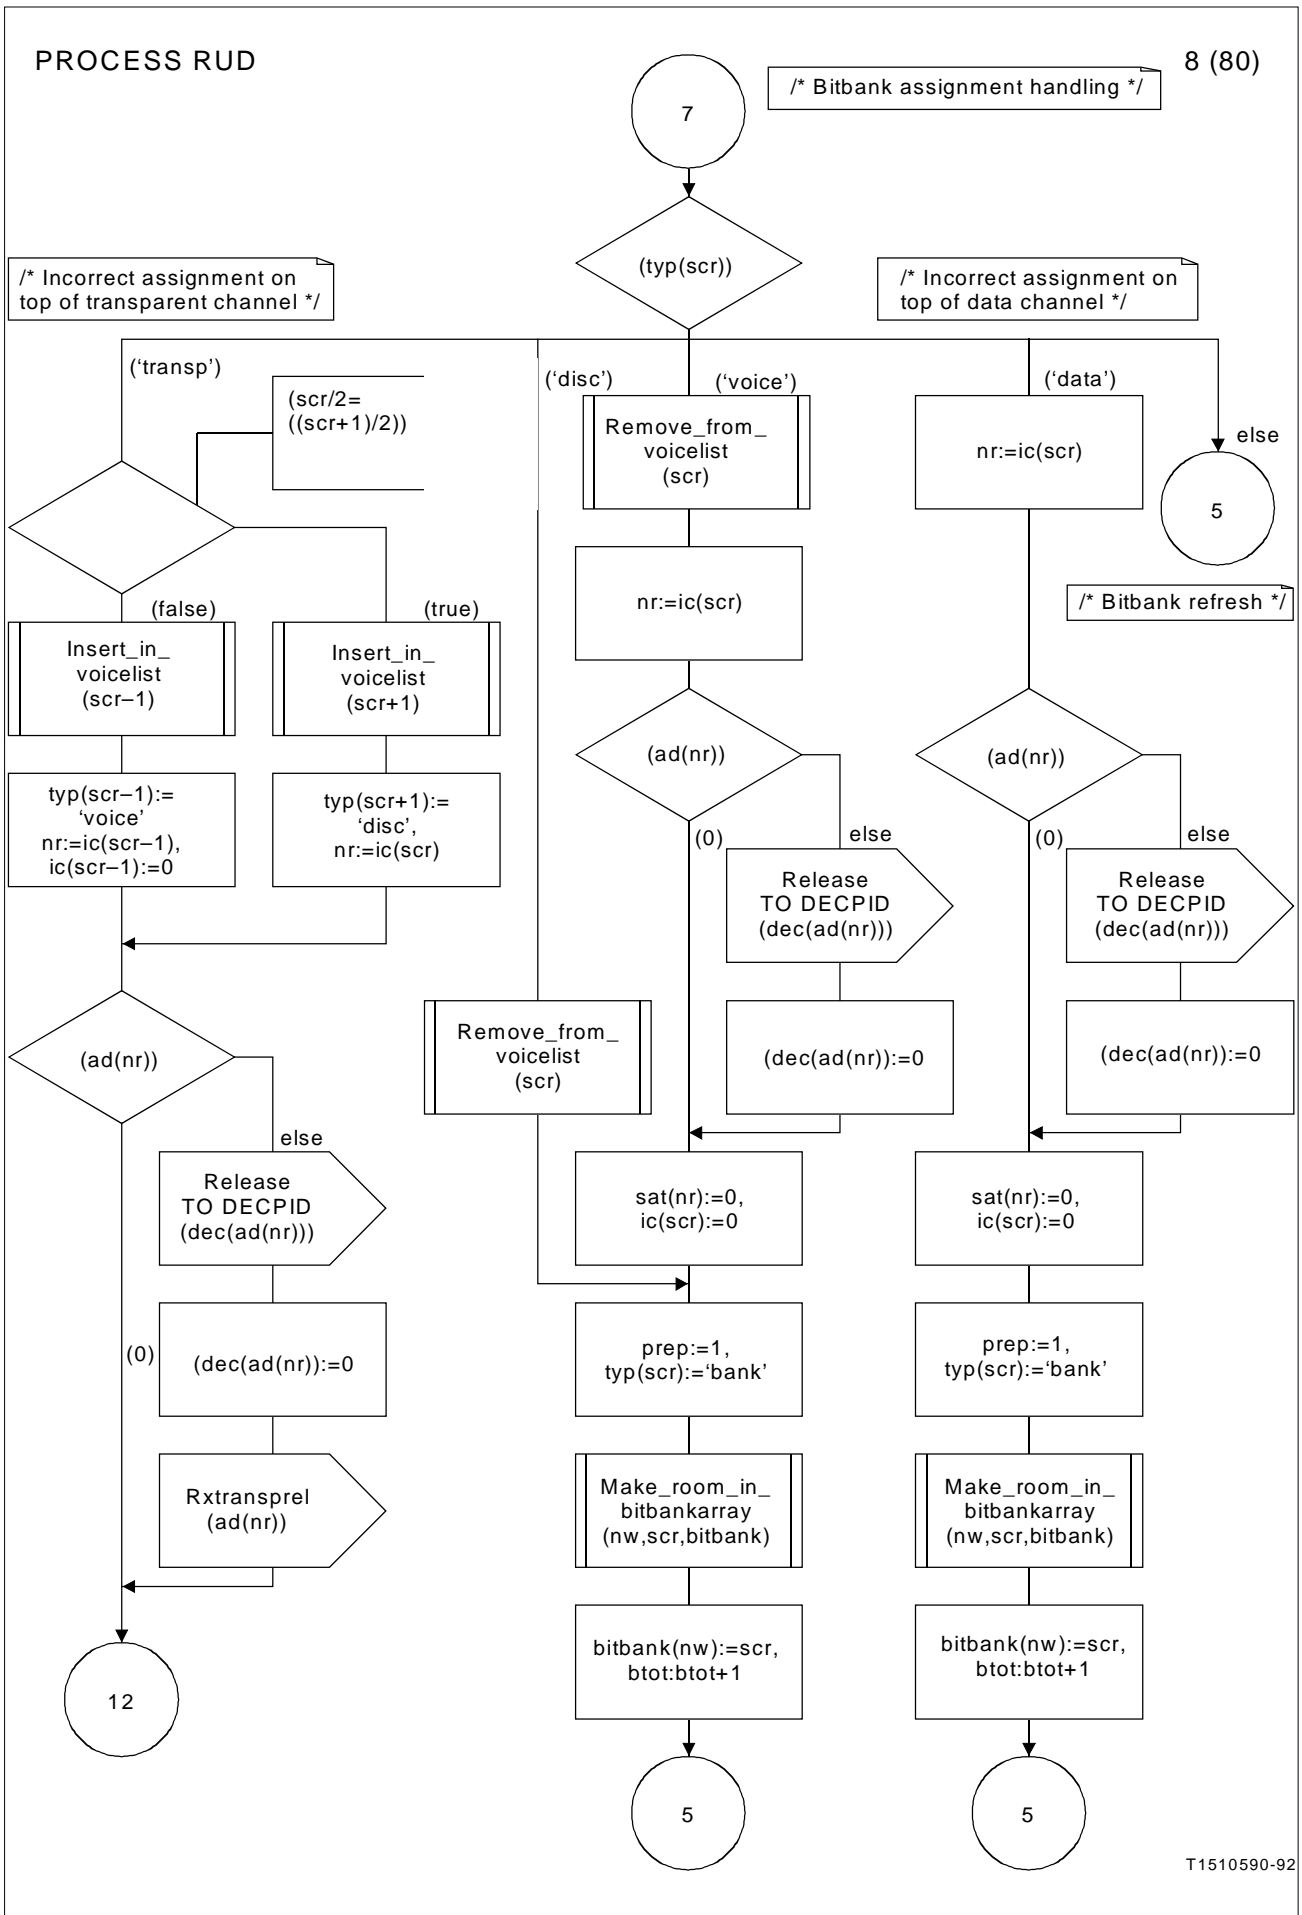 PROCESS RUD
8 (80)
/* Bitbank assignment handling */
7
(typ(scr))
/* Incorrect assignment on
top of transparent channel */
/* Incorrect assignment on
top of data channel */
(‘transp’)
(‘disc’)
(‘voice’)
(‘data’)
else
(scr/2=
((scr+1)/2))
Remove_from_
voicelist
(scr)
nr:=ic(scr)
5
nr:=ic(scr)
/* Bitbank refresh */
(false)
(true)
Insert_in_
voicelist
(scr–1)
Insert_in_
voicelist
(scr+1)
(ad(nr))
(ad(nr))
typ(scr–1):=
‘voice’
nr:=ic(scr–1),
ic(scr–1):=0
typ(scr+1):=
‘disc’,
nr:=ic(scr)
(0)
else
(0)
else
Release
TO DECPID
(dec(ad(nr)))
Release
TO DECPID
(dec(ad(nr)))
(ad(nr))
Remove_from_
voicelist
(scr)
(dec(ad(nr)):=0
(dec(ad(nr)):=0
else
Release
TO DECPID
(dec(ad(nr)))
sat(nr):=0,
ic(scr):=0
sat(nr):=0,
ic(scr):=0
(0)
(dec(ad(nr)):=0
prep:=1,
typ(scr):=‘bank’
prep:=1,
typ(scr):=‘bank’
Rxtransprel
(ad(nr))
Make_room_in_
bitbankarray
(nw,scr,bitbank)
Make_room_in_
bitbankarray
(nw,scr,bitbank)
12
bitbank(nw):=scr,
btot:btot+1
bitbank(nw):=scr,
btot:btot+1
5
5
T1510590-92